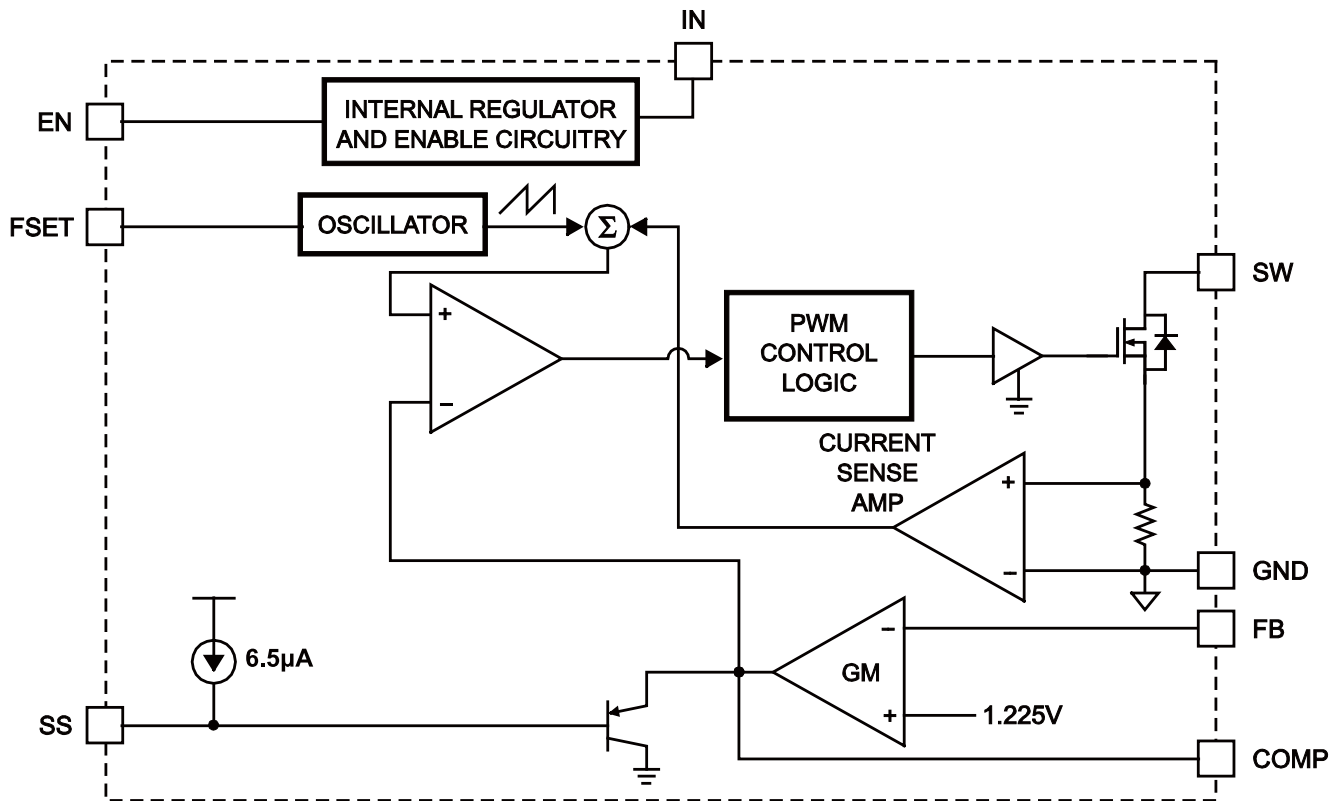 IN
EN
INTERNAL REGULATOR
AND ENABLE CIRCUITRY
FSET
OSCILLATOR
Σ
SW
+
−
PWM
CONTROL
LOGIC
CURRENT
SENSE
AMP
+
−
GND
FB
−
GM
+
1.225V
6.5µA
SS
COMP